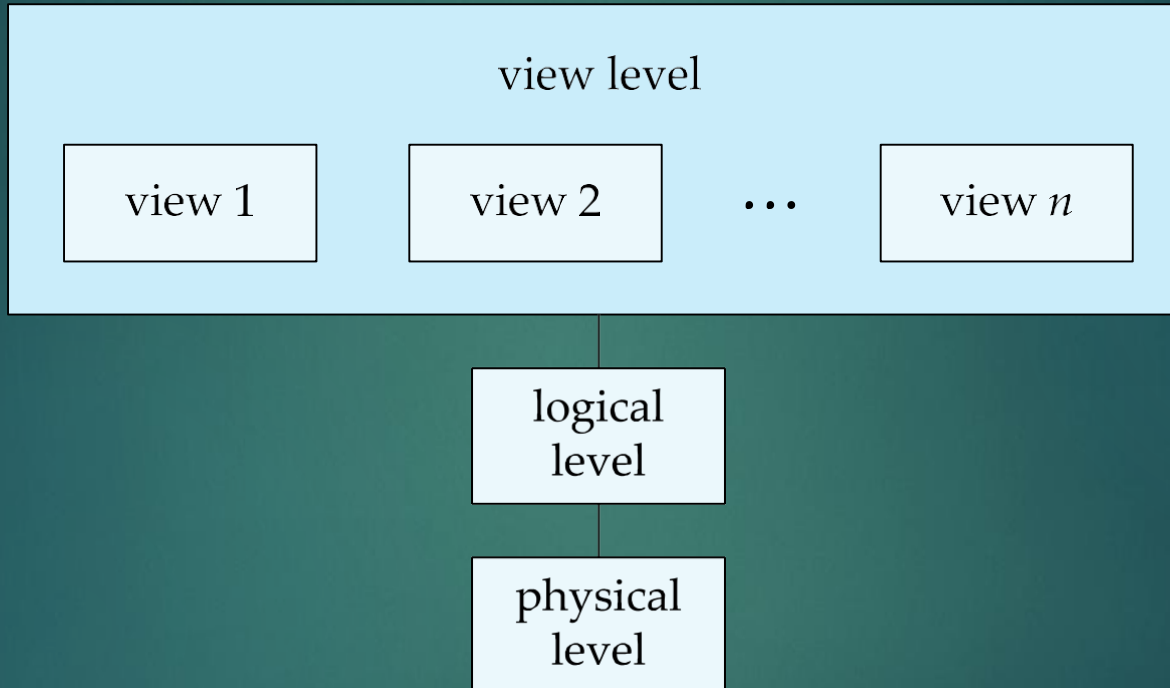 view level
view 1 view 2 ... view n
logical
level
physical
level